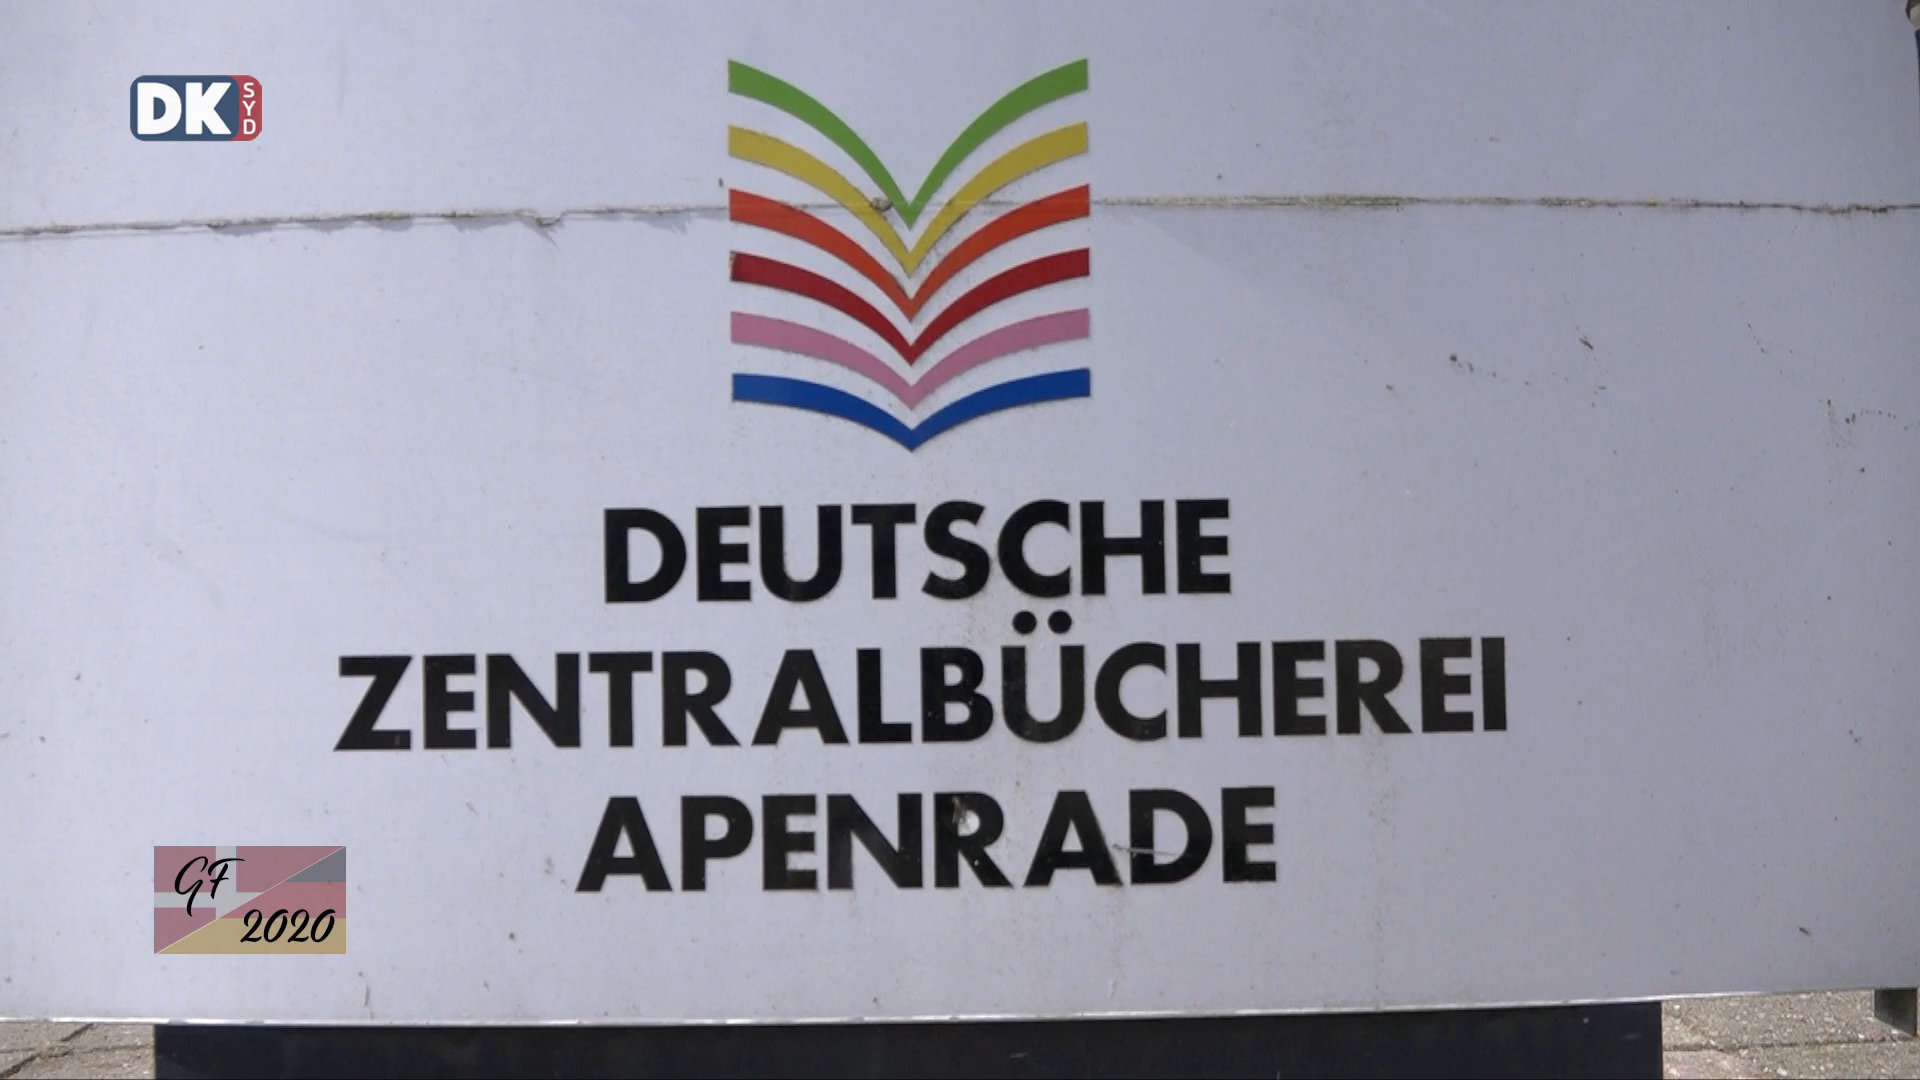 DK SYD
DEUTSCHE
ZENTRALBÜCHEREI
APENRADE
GF
2020